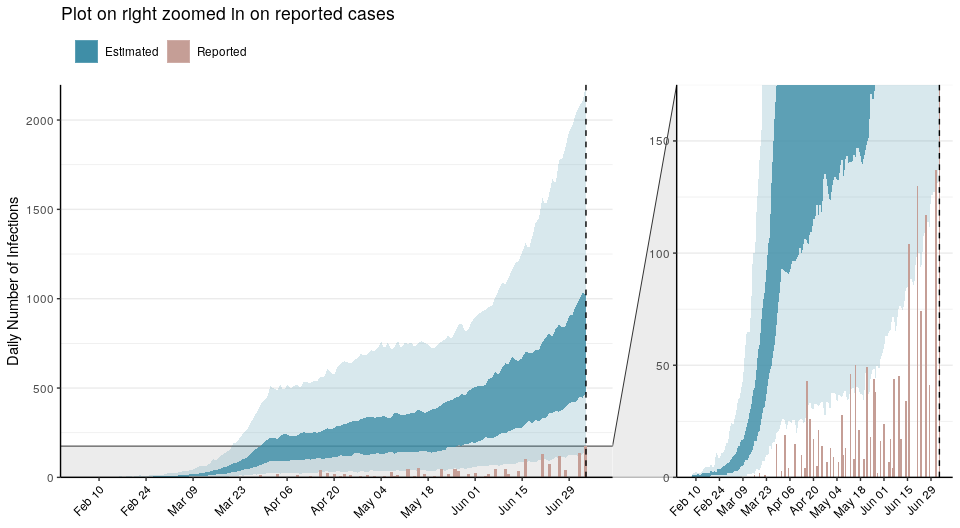 Plot on right zoomed in on reported cases
Estimated Reported
Daily Number of Infections
2000
1500
1000
500
0
Feb 10 Feb 24 Mar 09 Mar 23 Apr 06 Apr 20 May 04 May 18 Jun 01 Jun 15 Jun 29
150
100
50
0
Feb 10 Feb 24 Mar 09 Mar 23 Apr 06 Apr 20 May 04 May 18 Jun 01 Jun 15 Jun 29